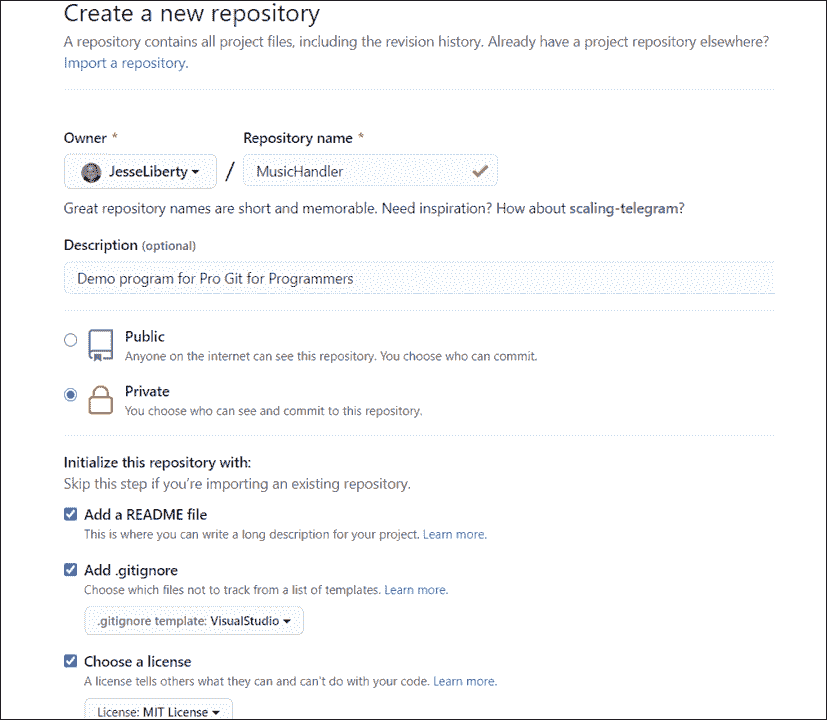 Create a new repository
A repository contains all project files, including the revision history. Already have a project repository elsewhere?
Import a repository.
Owner * Repository name *
JesseLiberty / MusicHandler
Great repository names are short and memorable. Need inspiration? How about scaling-telegram?
Description (optional)
Demo program for Pro Git for Programmers
Public
Anyone on the internet can see this repository. You choose who can commit.
Private
You choose who can see and commit to this repository.
Initialize this repository with:
Skip this step if you're importing an existing repository.
Add a README file
This is where you can write a long description for your project. Learn more.
Add .gitignore
Choose which files not to track from a list of templates. Learn more.
.gitignore template: VisualStudio
Choose a license
A license tells others what they can and can't do with your code. Learn more.
License: MIT License